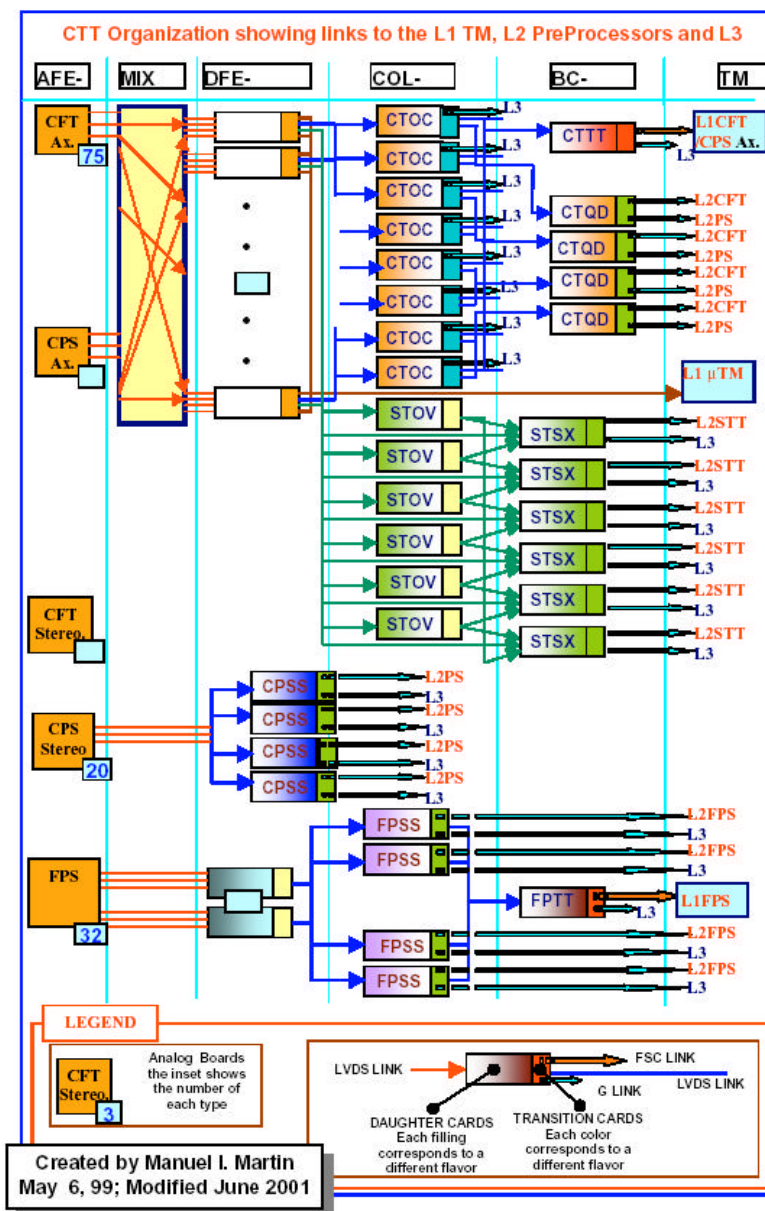 CTT Organization showing links to the L1 TM, L2 PreProcessors and L3
AFE-
MIX
DFE-
COL-
BC-
TM
CFT
Ax.
75
CPS
Ax.
CTOC
L3
CTOC
L3
CTOC
L3
CTOC
L3
CTOC
L3
CTOC
L3
CTOC
L3
CTOC
L3
CTTT
L1CFT
/CPS Ax.
L3
CTQD
L2CFT
L2PS
CTQD
L2CFT
L2PS
CTQD
L2CFT
L2PS
CTQD
L2CFT
L2PS
L1 µTM
STOV
STOV
STOV
STOV
STOV
STOV
STSX
L2STT
L3
STSX
L2STT
L3
STSX
L2STT
L3
STSX
L2STT
L3
STSX
L2STT
L3
STSX
L2STT
L3
CFT
Stereo.
CPS
Stereo
20
CPSS
L2PS
L3
CPSS
L2PS
L3
CPSS
L2PS
L3
CPSS
L2PS
L3
FPS
32
FPSS
L2FPS
L3
FPSS
L2FPS
L3
FPTT
L1FPS
L3
FPSS
L2FPS
L3
FPSS
L2FPS
L3
LEGEND
CFT
Stereo.
3
Analog Boards
the inset shows
the number of
each type
LVDS LINK
FSC LINK
LVDS LINK
G LINK
DAUGHTER CARDS
Each filling
corresponds to a
different flavor
TRANSITION CARDS
Each color
corresponds to a
different flavor
Created by Manuel I. Martin
May 6, 99; Modified June 2001